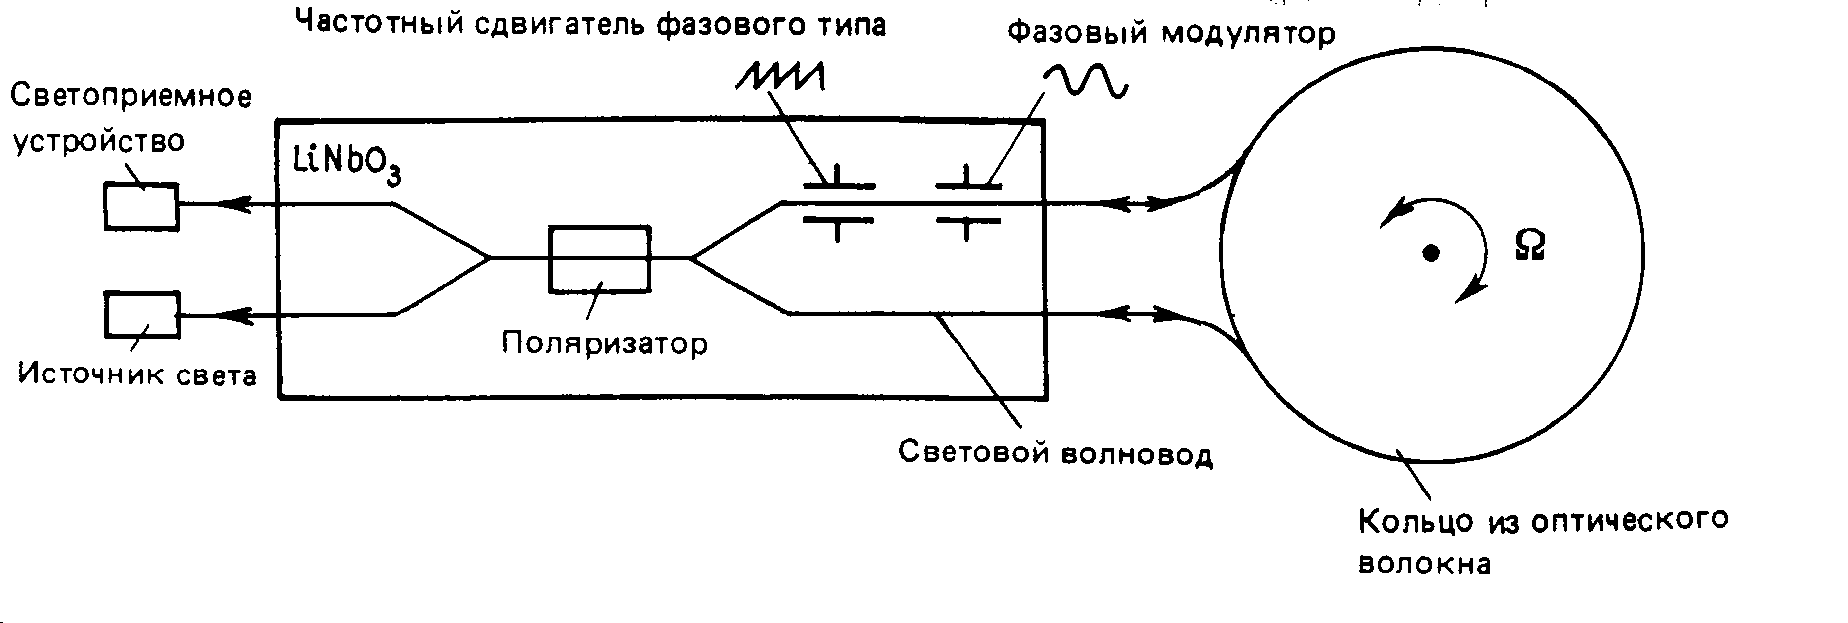 Частотный сдвигатель фазового типа
Фазовый модулятор
Светоприемное
устройство
LiNbO3
Ω
Поляризатор
Источник света
Световой волновод
Кольцо из оптического
волокна